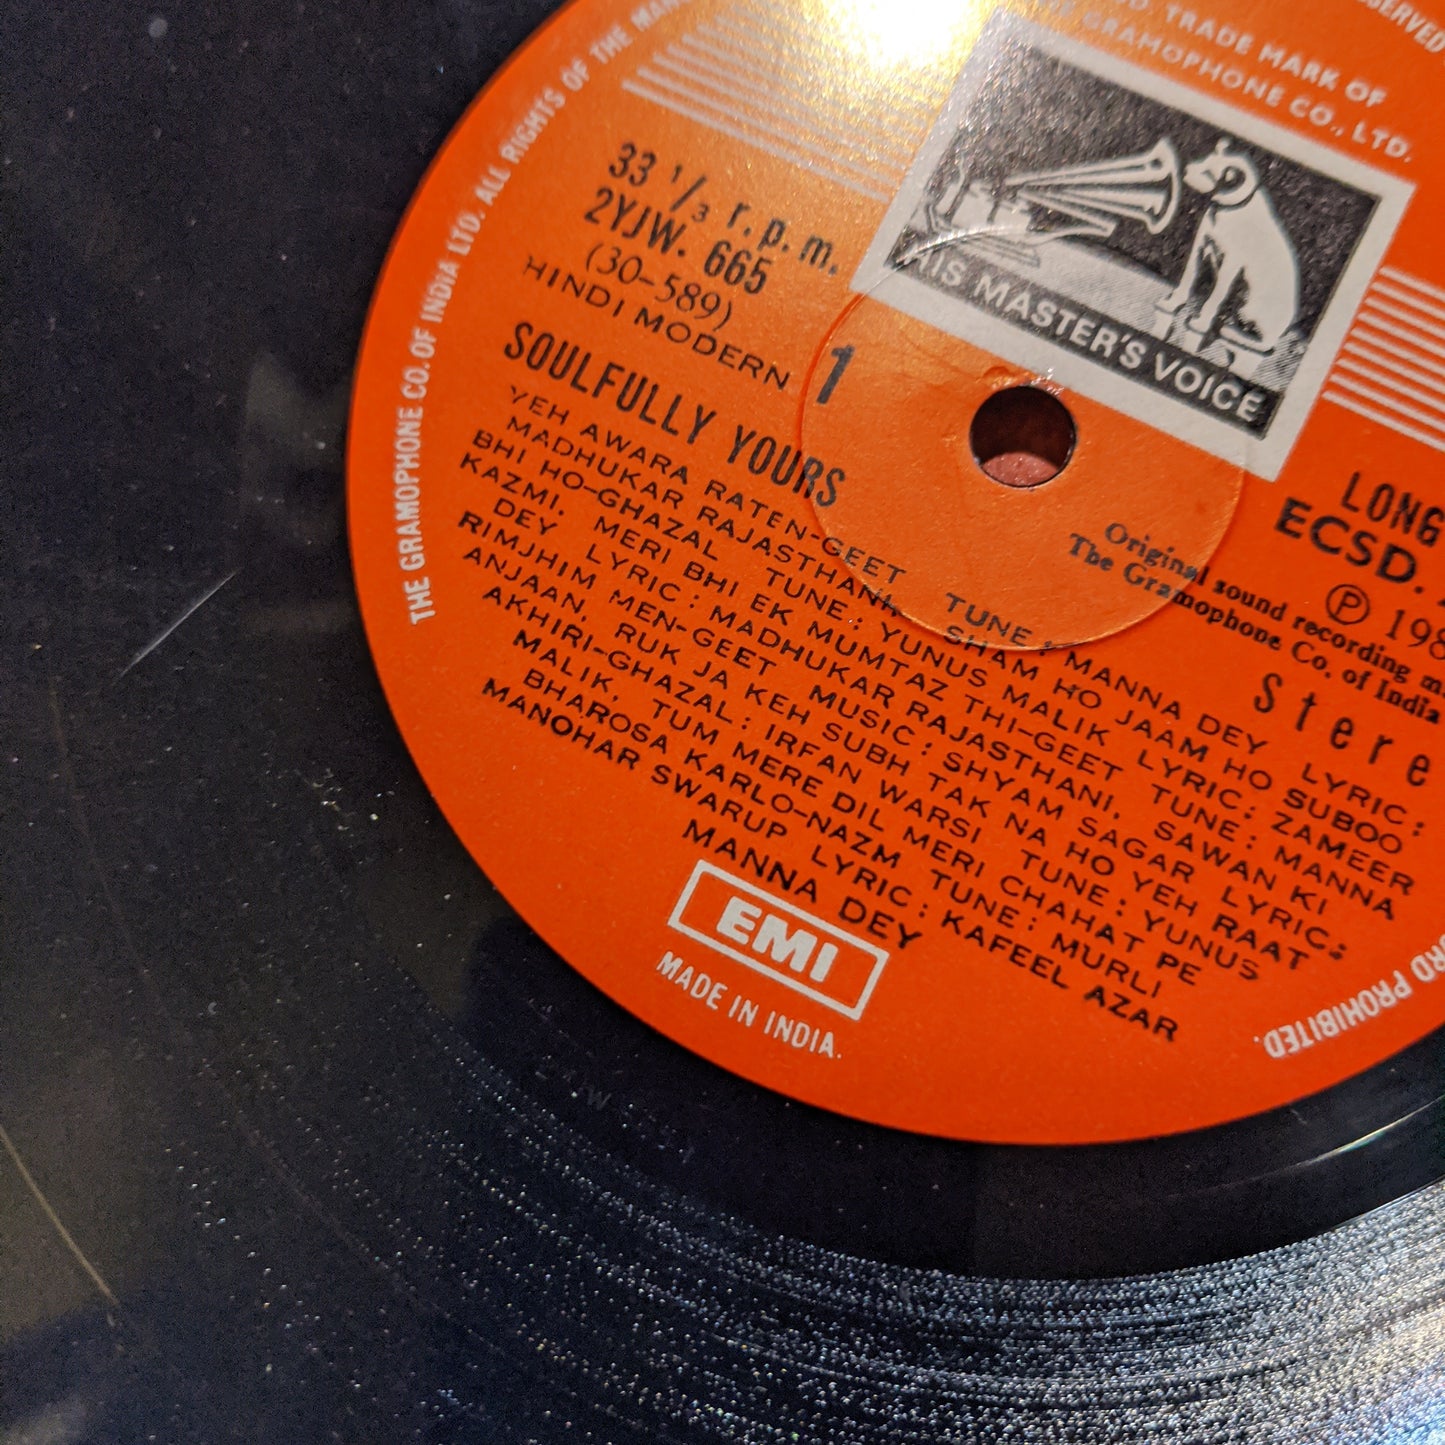 THE GRAMOPHONE CO. OF INDIA LTD. ALL RIGHTS OF THE
RESERVED
TRADE MARK OF
GRAMOPHONE CO., LTD.
HIS MASTER'S VOICE
33 1/3 r.p.m.
2YJW. 665
(30-589)
HINDI MODERN
1
LONG
ECSD.
Ⓟ 198
Original sound recording
The Gramophone Co. of India
Stere
SOULFULLY YOURS
YEH AWARA RATEN-GEET TUNE: MANNA DEY LYRIC:
MADHUKAR RAJASTHANI, SHAM HO JAAM HO SUBOO
BHI HO-GHAZAL TUNE: YUNUS MALIK LYRIC: ZAMEER
KAZMI, MERI BHI EK MUMTAZ THI-GEET TUNE: MANNA
DEY LYRIC: MADHUKAR RAJASTHANI, SAWAN KI
RIMJHIM MEN-GEET MUSIC: SHYAM SAGAR LYRIC:
ANJAAN, RUK JA KEH SUBH TAK NA HO YEH RAAT
AKHIRI-GHAZAL: IRFAN WARSI TUNE: YUNUS
MALIK, TUM MERE DIL MERI CHAHAT PE
BHAROSA KARLO-NAZM TUNE: MURLI
MANOHAR SWARUP LYRIC: KAFEEL AZAR
MANNA DEY
EMI
MADE IN INDIA.
PROHIBITED.